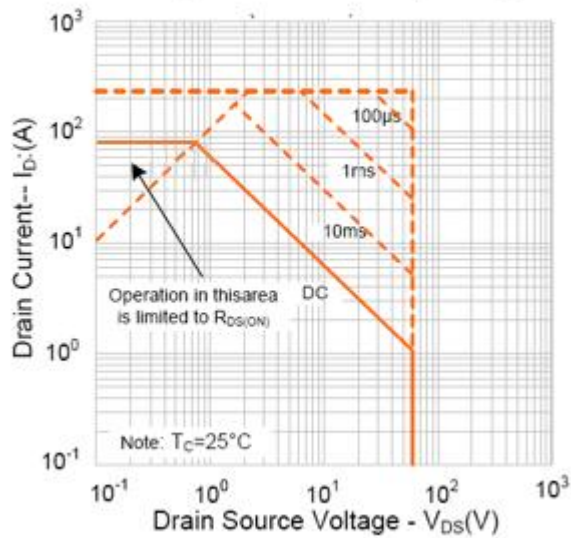 10³
10²
10¹
10⁰
10⁻¹
Drain Current-- I_D:(A)
100μs
1ms
10ms
DC
Operation in thisarea
is limited to R_DS(ON)
Note: T_C=25°C
10⁻¹ 10⁰ 10¹ 10² 10³
Drain Source Voltage - V_DS(V)